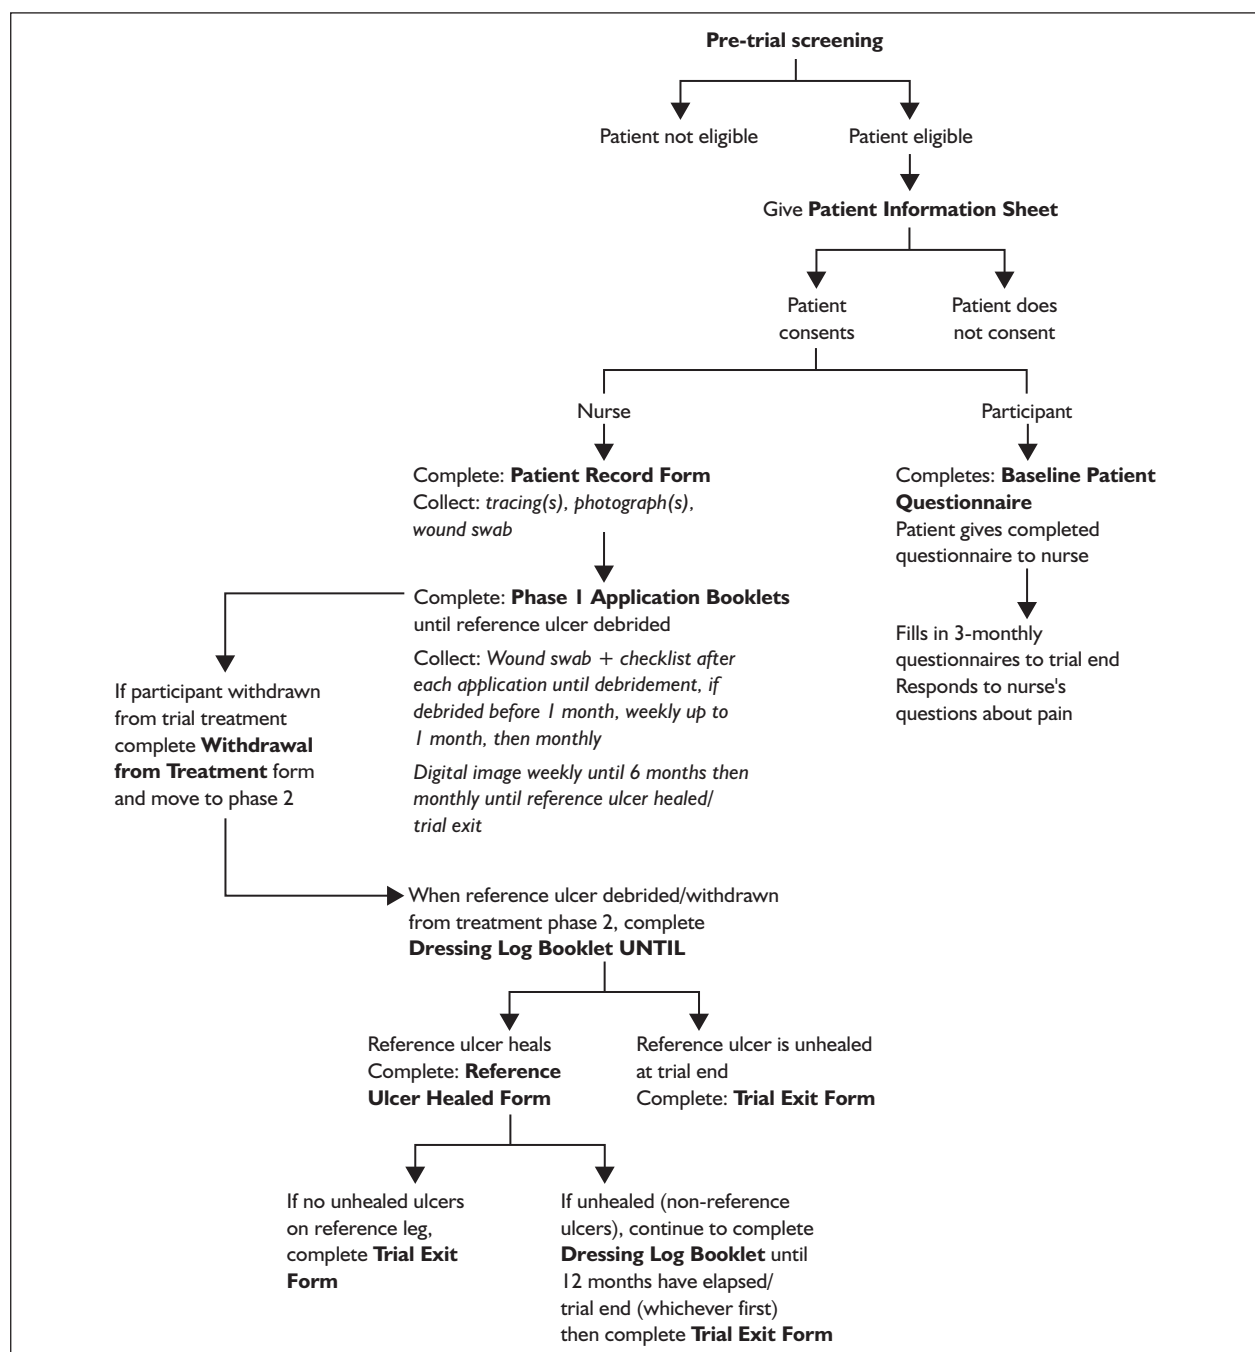 Pre-trial screening
Patient not eligible
Patient eligible
Give Patient Information Sheet
Patient
consents
Patient does
not consent
Nurse
Participant
Complete: Patient Record Form
Collect: tracing(s), photograph(s),
wound swab
Completes: Baseline Patient
Questionnaire
Patient gives completed
questionnaire to nurse
Complete: Phase 1 Application Booklets
until reference ulcer debrided
Collect: Wound swab + checklist after
each application until debridement, if
debrided before 1 month, weekly up to
1 month, then monthly
Digital image weekly until 6 months then
monthly until reference ulcer healed/
trial exit
Fills in 3-monthly
questionnaires to trial end
Responds to nurse's
questions about pain
If participant withdrawn
from trial treatment
complete Withdrawal
from Treatment form
and move to phase 2
When reference ulcer debrided/withdrawn
from treatment phase 2, complete
Dressing Log Booklet UNTIL
Reference ulcer heals
Complete: Reference
Ulcer Healed Form
Reference ulcer is unhealed
at trial end
Complete: Trial Exit Form
If no unhealed ulcers
on reference leg,
complete Trial Exit
Form
If unhealed (non-reference
ulcers), continue to complete
Dressing Log Booklet until
12 months have elapsed/
trial end (whichever first)
then complete Trial Exit Form